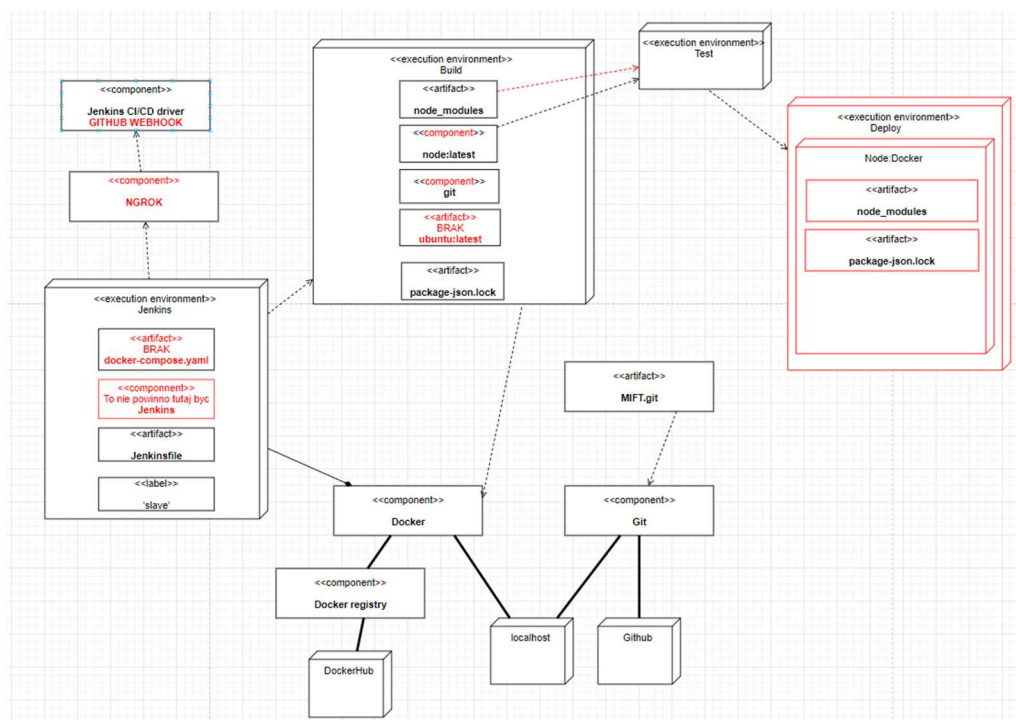 <<component>>
Jenkins CI/CD driver
GITHUB WEBHOOK
<<component>>
NGROK
<<execution environment>>
Jenkins
<<artifact>>
BRAK
docker-compose.yaml
<<componnent>>
To nie powinno tutaj byc
Jenkins
<<artifact>>
Jenkinsfile
<<label>>
'slave'
<<execution environment>>
Build
<<artifact>>
node_modules
<<component>>
node:latest
<<component>>
git
<<artifact>>
BRAK
ubuntu:latest
<<artifact>>
package-json.lock
<<execution environment>>
Test
<<execution environment>>
Deploy
Node:Docker
<<artifact>>
node_modules
<<artifact>>
package-json.lock
<<artifact>>
MIFT.git
<<component>>
Docker
<<component>>
Git
<<component>>
Docker registry
DockerHub
localhost
Github